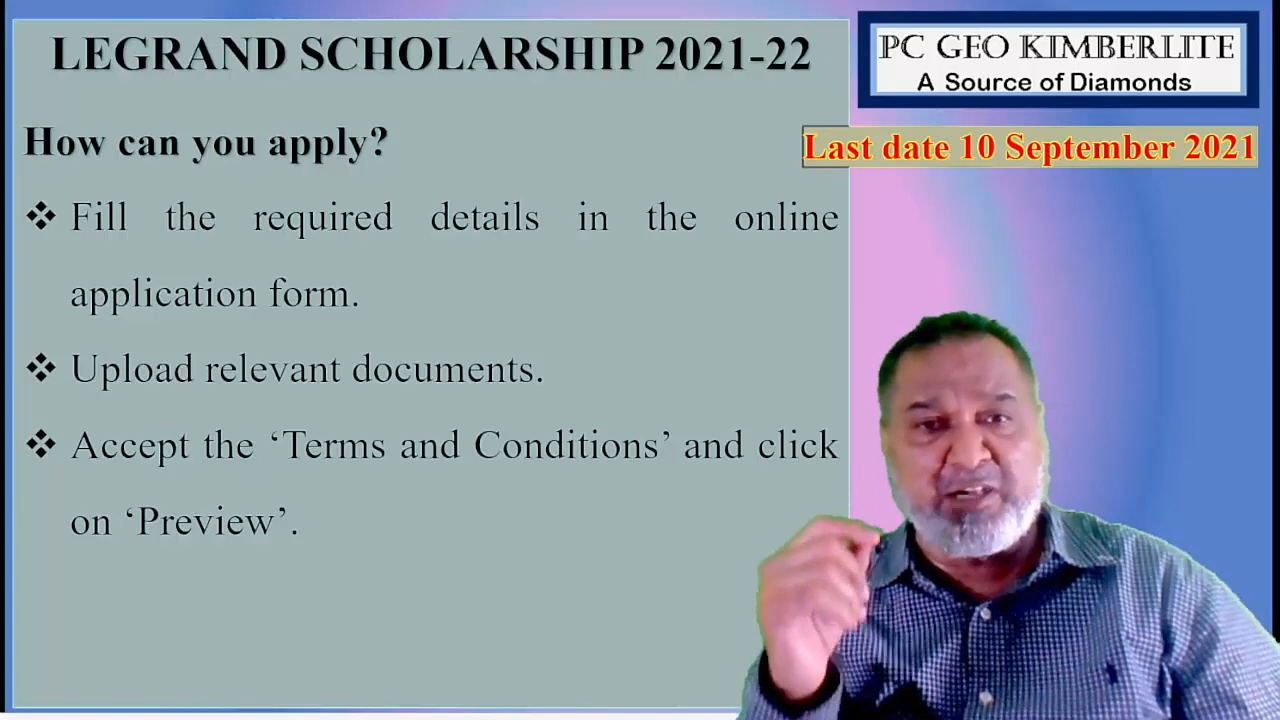 LEGRAND SCHOLARSHIP 2021-22
PC GEO KIMBERLITE
A Source of Diamonds
Last date 10 September 2021
How can you apply?
❖ Fill the required details in the online
application form.
❖ Upload relevant documents.
❖ Accept the ‘Terms and Conditions’ and click
on ‘Preview’.